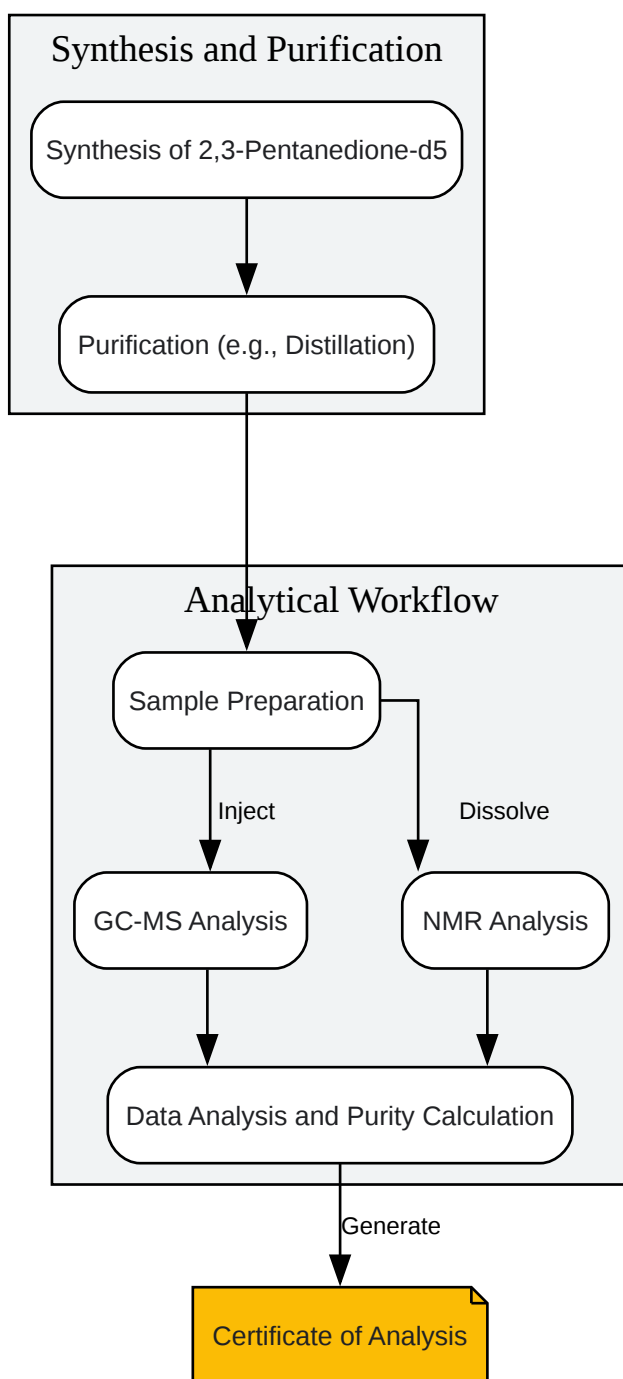 Synthesis and Purification
Synthesis of 2,3-Pentanedione-d5
Purification (e.g., Distillation)
Analytical Workflow
Sample Preparation
Inject
Dissolve
GC-MS Analysis
NMR Analysis
Data Analysis and Purity Calculation
Generate
Certificate of Analysis